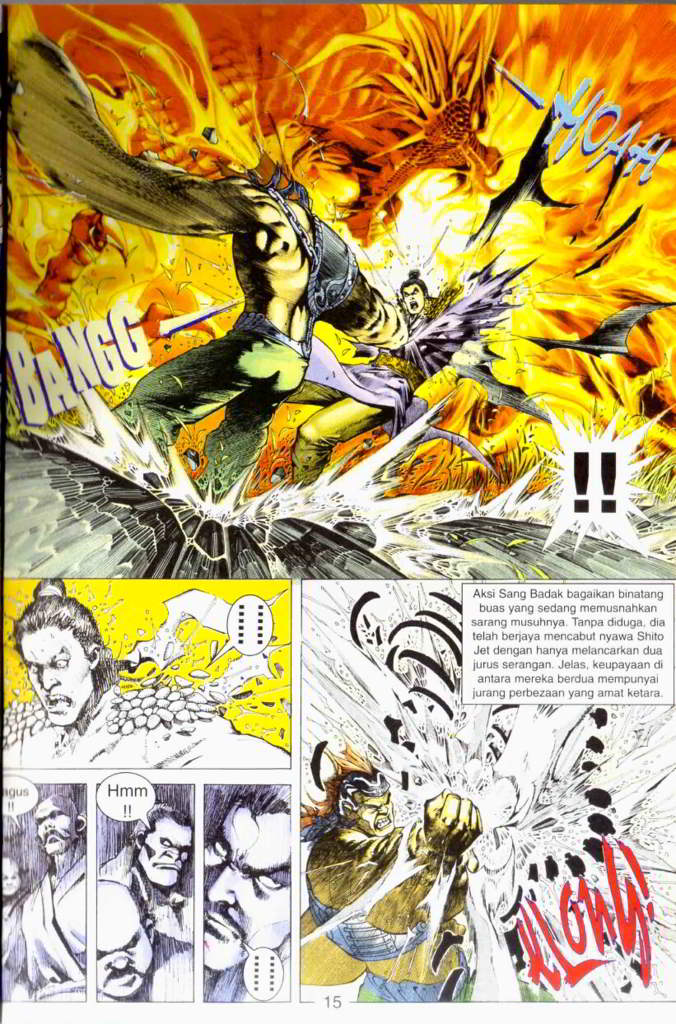 WOAH
BANGG
!!
Aksi Sang Badak bagaikan binatang
buas yang sedang memusnahkan
sarang musuhnya. Tanpa diduga, dia
telah berjaya mencabut nyawa Shito
Jet dengan hanya melancarkan dua
jurus serangan. Jelas, keupayaan di
antara mereka berdua mempunyai
jurang perbezaan yang amat ketara.
agus
!!
Hmm
!!
15